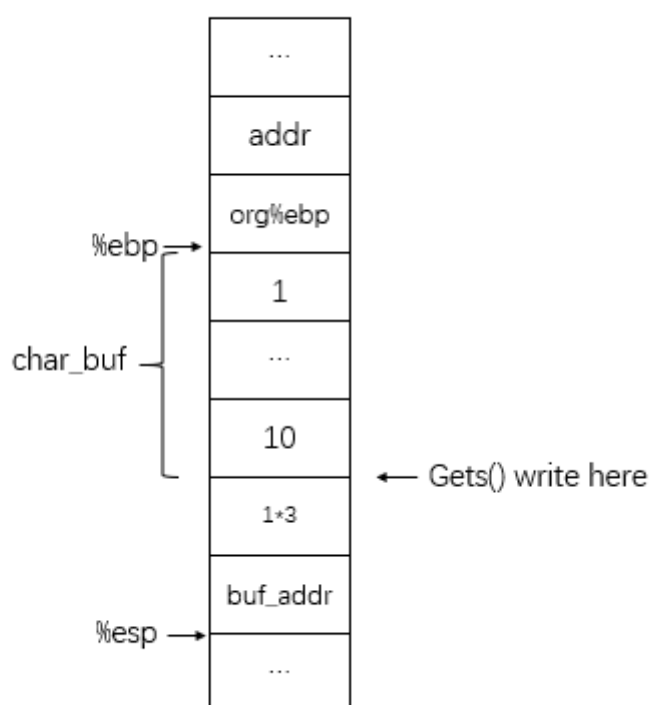 ...
addr
org%ebp
%ebp
1
char_buf
...
10
Gets() write here
1*3
buf_addr
%esp
...